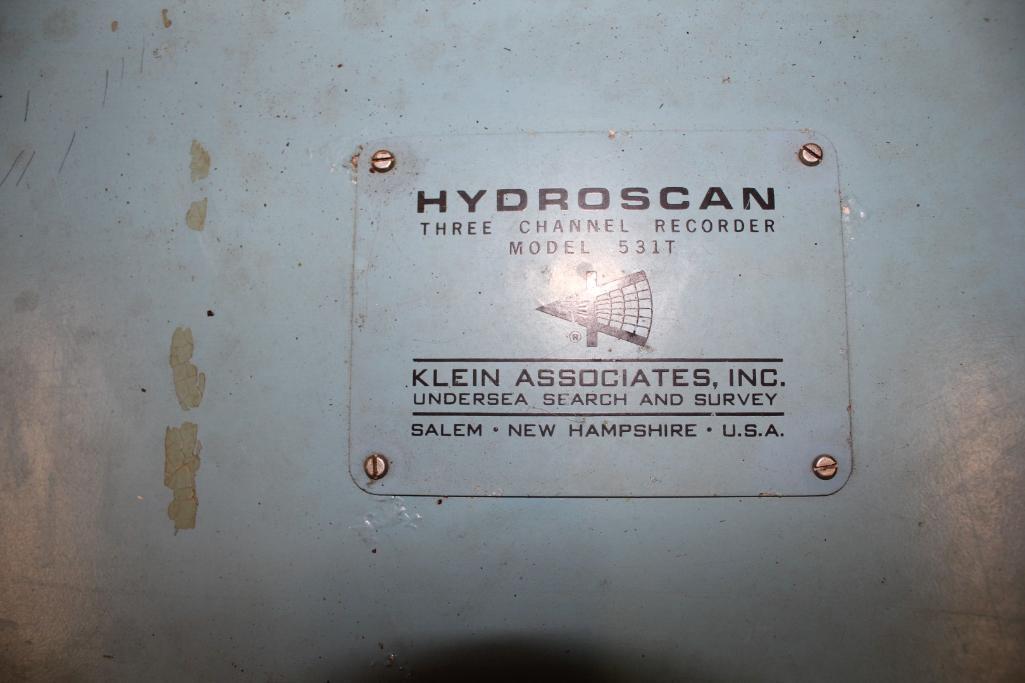 HYDROSCAN
THREE CHANNEL RECORDER
MODEL 531T
®
KLEIN ASSOCIATES, INC.
UNDERSEA SEARCH AND SURVEY
SALEM • NEW HAMPSHIRE • U.S.A.